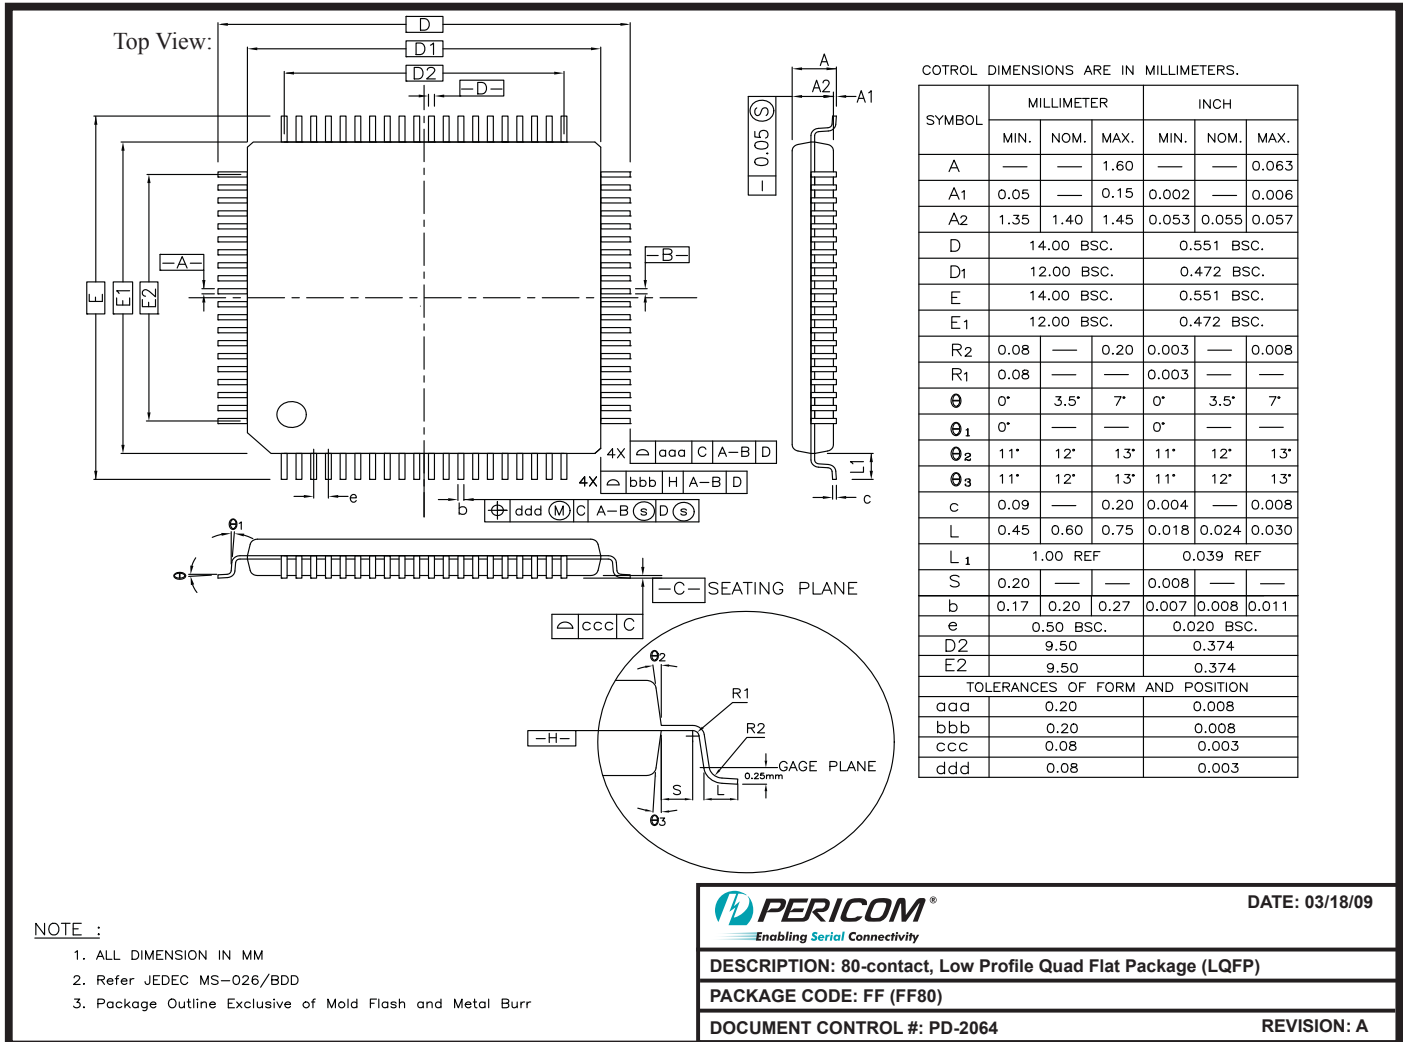 Top View:
D
D1
D2
-D-
E
E1
E2
-A-
-B-
e
b
4X ⌓ aaa C A-B D
4X ⌓ bbb H A-B D
⌖ ddd Ⓜ C A-B Ⓢ D Ⓢ
A
A2
A1
| 0.05 Ⓢ
L1
c
θ1
θ
-C- SEATING PLANE
⌓ ccc C
θ2
R1
R2
-H-
GAGE PLANE
0.25mm
S
L
θ3
COTROL DIMENSIONS ARE IN MILLIMETERS.
SYMBOL MILLIMETER INCH
MIN. NOM. MAX. MIN. NOM. MAX.
A — — 1.60 — — 0.063
A1 0.05 — 0.15 0.002 — 0.006
A2 1.35 1.40 1.45 0.053 0.055 0.057
D 14.00 BSC. 0.551 BSC.
D1 12.00 BSC. 0.472 BSC.
E 14.00 BSC. 0.551 BSC.
E1 12.00 BSC. 0.472 BSC.
R2 0.08 — 0.20 0.003 — 0.008
R1 0.08 — — 0.003 — —
θ 0° 3.5° 7° 0° 3.5° 7°
θ1 0° — — 0° — —
θ2 11° 12° 13° 11° 12° 13°
θ3 11° 12° 13° 11° 12° 13°
c 0.09 — 0.20 0.004 — 0.008
L 0.45 0.60 0.75 0.018 0.024 0.030
L1 1.00 REF 0.039 REF
S 0.20 — — 0.008 — —
b 0.17 0.20 0.27 0.007 0.008 0.011
e 0.50 BSC. 0.020 BSC.
D2 9.50 0.374
E2 9.50 0.374
TOLERANCES OF FORM AND POSITION
aaa 0.20 0.008
bbb 0.20 0.008
ccc 0.08 0.003
ddd 0.08 0.003
NOTE :
1. ALL DIMENSION IN MM
2. Refer JEDEC MS-026/BDD
3. Package Outline Exclusive of Mold Flash and Metal Burr
PERICOM®
Enabling Serial Connectivity
DATE: 03/18/09
DESCRIPTION: 80-contact, Low Profile Quad Flat Package (LQFP)
PACKAGE CODE: FF (FF80)
DOCUMENT CONTROL #: PD-2064
REVISION: A